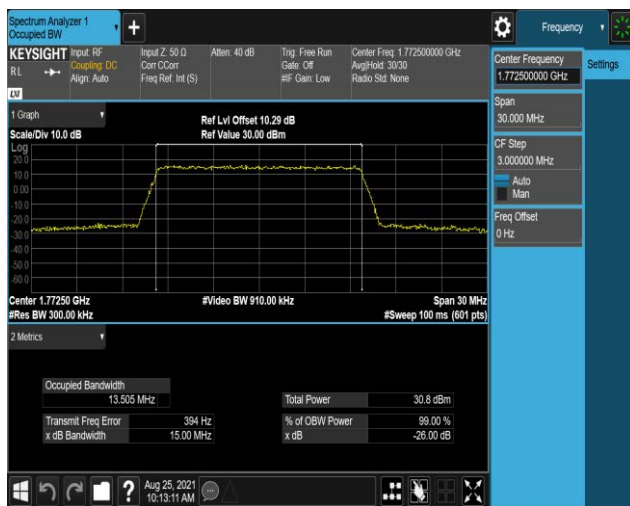 Spectrum Analyzer 1
Occupied BW
Frequency
KEYSIGHT
RL
LXI
Input: RF
Coupling: DC
Align: Auto
Input Z: 50 Ω
Corr CCorr
Freq Ref: Int (S)
Atten: 40 dB
Trig: Free Run
Gate: Off
#IF Gain: Low
Center Freq: 1.772500000 GHz
Avg|Hold: 30/30
Radio Std: None
Center Frequency
1.772500000 GHz
Settings
Span
30.000 MHz
CF Step
3.000000 MHz
Auto
Man
Freq Offset
0 Hz
1 Graph
Scale/Div 10.0 dB
Ref Lvl Offset 10.29 dB
Ref Value 30.00 dBm
Log
20.0
10.0
0.00
-10.0
-20.0
-30.0
-40.0
-50.0
-60.0
Center 1.77250 GHz
#Video BW 910.00 kHz
Span 30 MHz
#Res BW 300.00 kHz
#Sweep 100 ms (601 pts)
2 Metrics
Occupied Bandwidth
13.505 MHz
Total Power 30.8 dBm
Transmit Freq Error 394 Hz
% of OBW Power 99.00 %
x dB Bandwidth 15.00 MHz
x dB -26.00 dB
?
Aug 25, 2021
10:13:11 AM